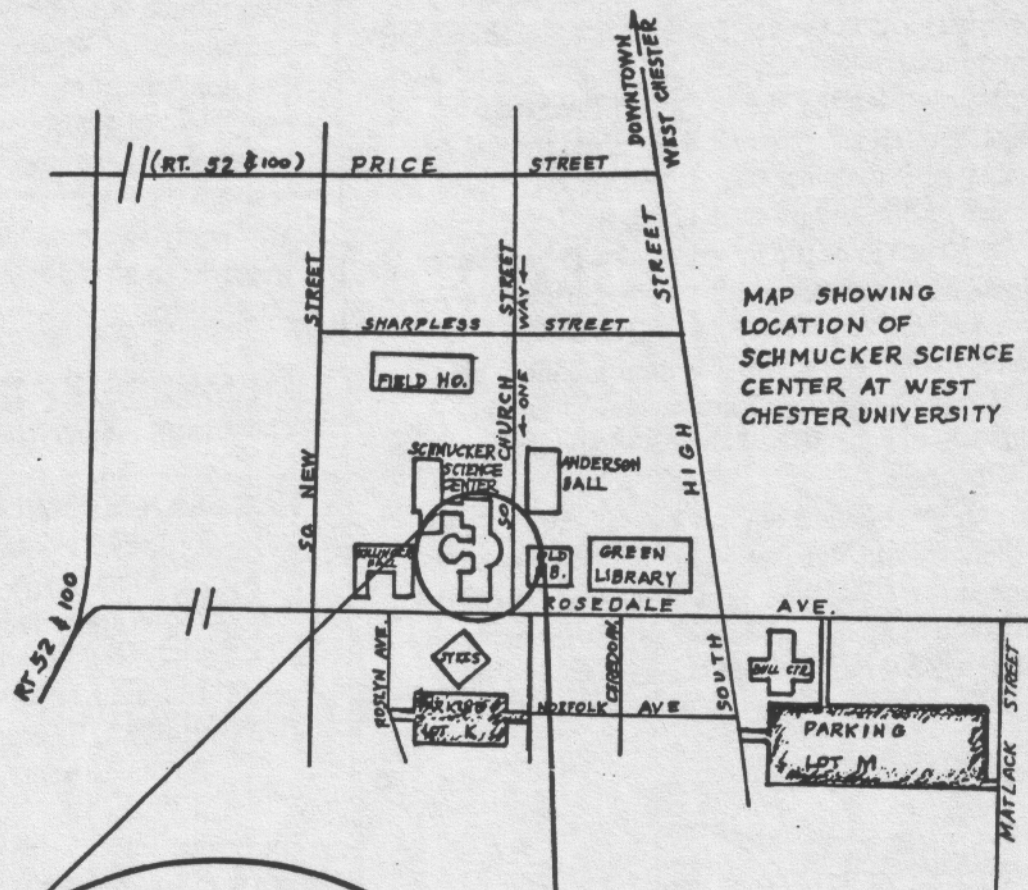 DOWNTOWN
WEST CHESTER
(RT. 52 & 100)
PRICE STREET
MAP SHOWING
LOCATION OF
SCHMUCKER SCIENCE
CENTER AT WEST
CHESTER UNIVERSITY
SHARPLESS STREET
SO. NEW STREET
SO CHURCH STREET
← ONE WAY ←
SOUTH HIGH STREET
FIELD HO.
SCHMUCKER
SCIENCE
CENTER
ANDERSON
HALL
HALL
GREEN
LIBRARY
ROSEDALE AVE.
RT. 52 & 100
ROSLYN AVE.
PARKING
LOT K
NORFOLK AVE
CTR.
PARKING
LOT M
MATLACK STREET